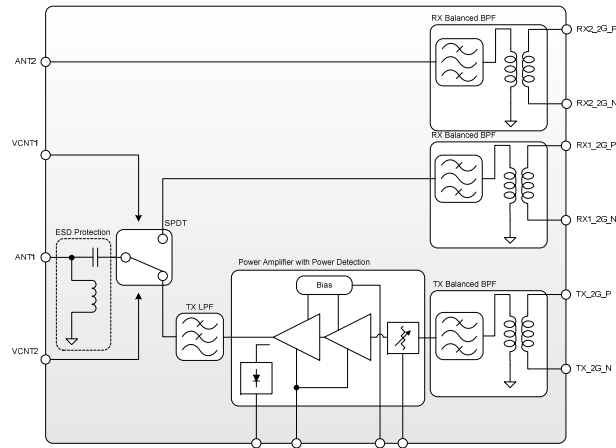 RX Balanced BPF
RX2_2G_P
ANT2
RX2_2G_N
RX Balanced BPF
VCNT1
RX1_2G_P
SPDT
ESD Protection
RX1_2G_N
ANT1
Power Amplifier with Power Detection
TX Balanced BPF
Bias
TX_2G_P
TX LPF
VCNT2
TX_2G_N